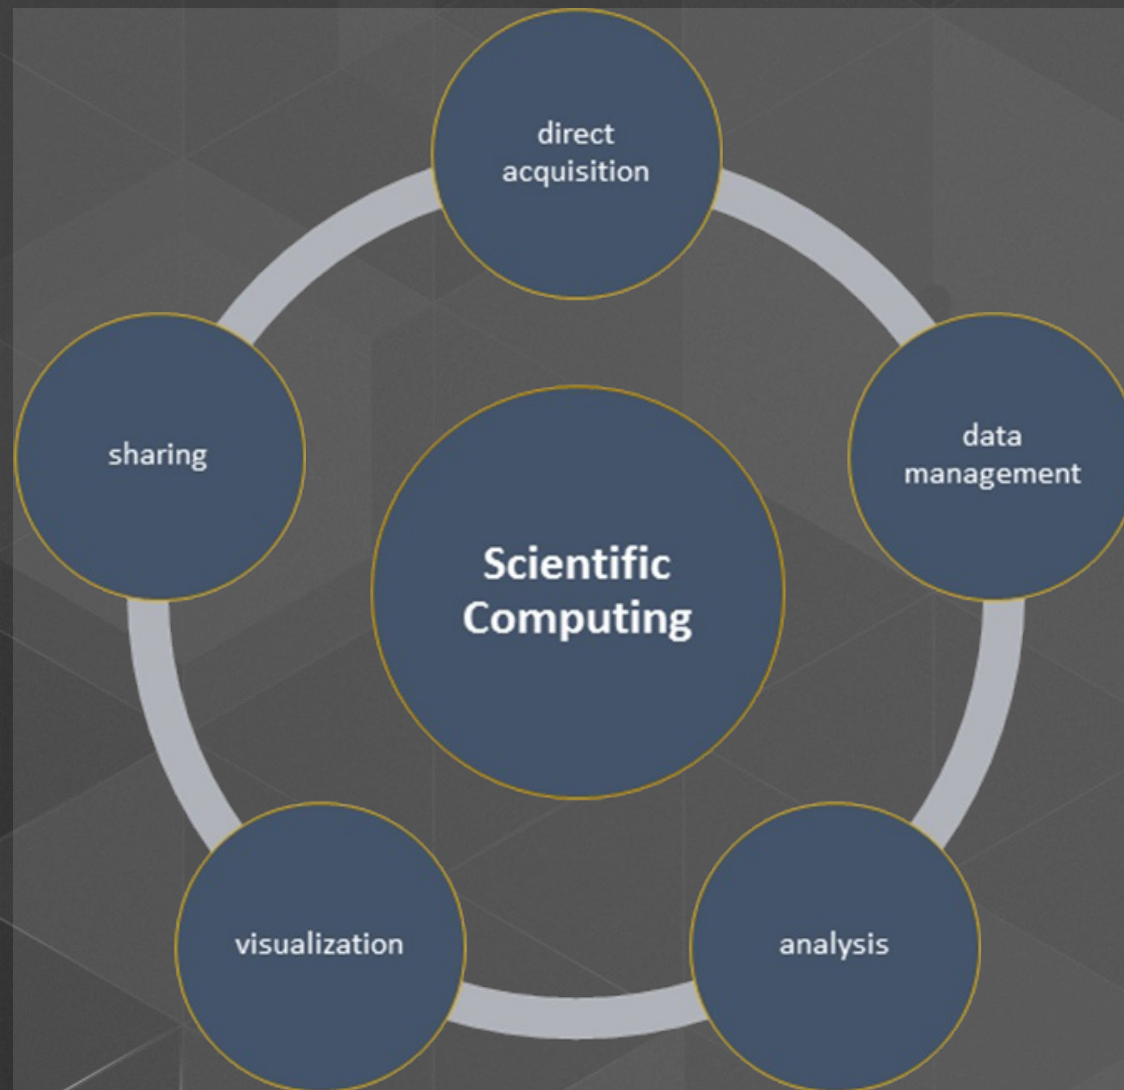 direct
acquisition
data
management
analysis
visualization
sharing
Scientific
Computing